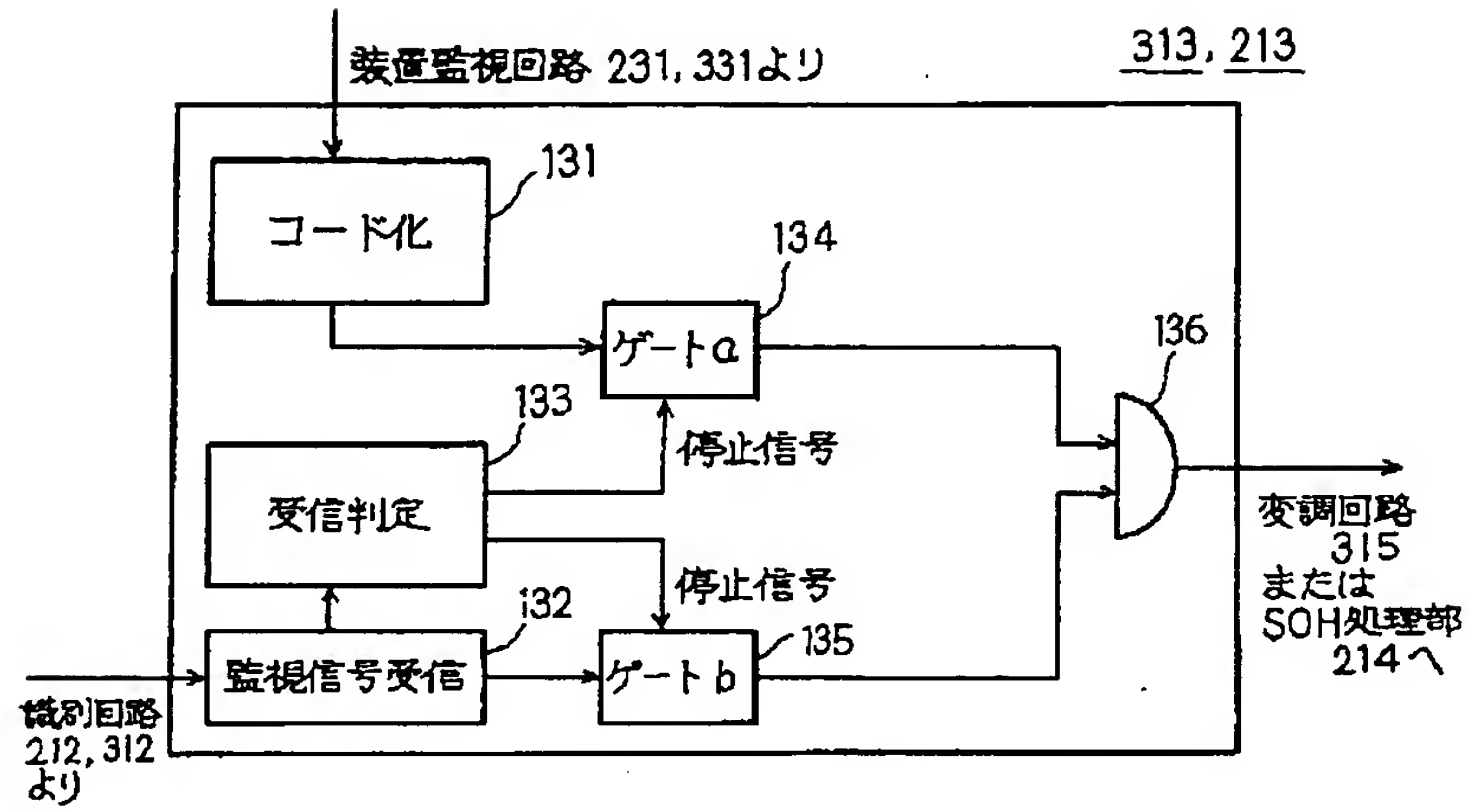 装置監視回路 231, 331より
313, 213
131
コード化
134
ゲートa
136
133
停止信号
受信判定
変調回路
315
または
SOH処理部
214へ
停止信号
132
135
監視信号受信
ゲートb
識別回路
212, 312
より